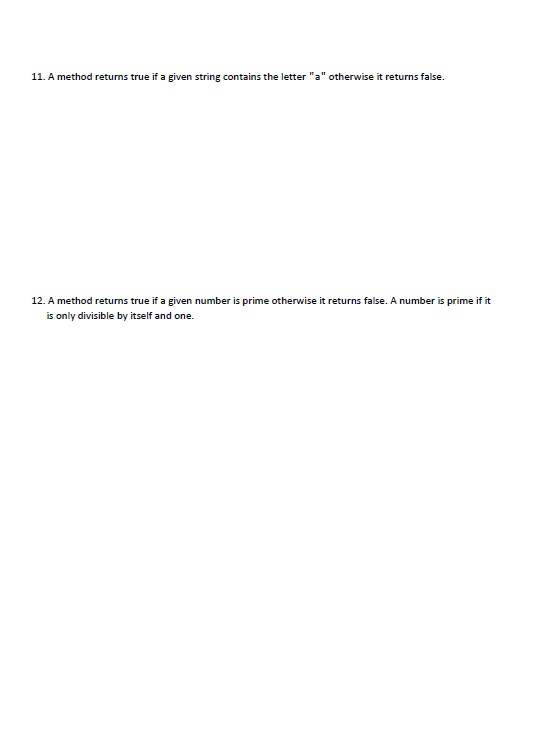 11. A method returns true if a given string contains the letter "a" otherwise it returns false.
12. A method returns true if a given number is prime otherwise it returns false. A number is prime if it
is only divisible by itself and one.